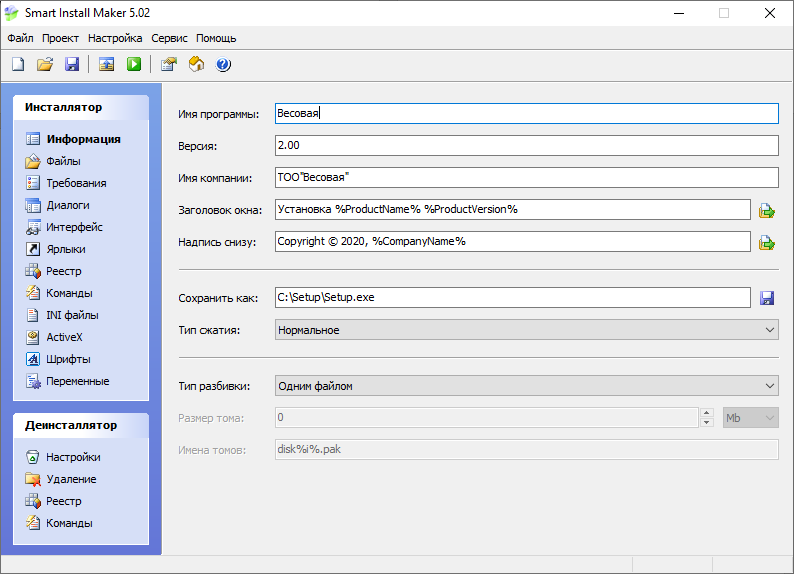 Smart Install Maker 5.02
Файл Проект Настройка Сервис Помощь
Инсталлятор
Информация
Файлы
Требования
Диалоги
Интерфейс
Ярлыки
Реестр
Команды
INI файлы
ActiveX
Шрифты
Переменные
Деинсталлятор
Настройки
Удаление
Реестр
Команды
Имя программы: Весовая
Версия: 2.00
Имя компании: ТОО"Весовая"
Заголовок окна: Установка %ProductName% %ProductVersion%
Надпись снизу: Copyright © 2020, %CompanyName%
Сохранить как: C:\Setup\Setup.exe
Тип сжатия: Нормальное
Тип разбивки: Одним файлом
Размер тома: 0 Mb
Имена томов: disk%i%.pak